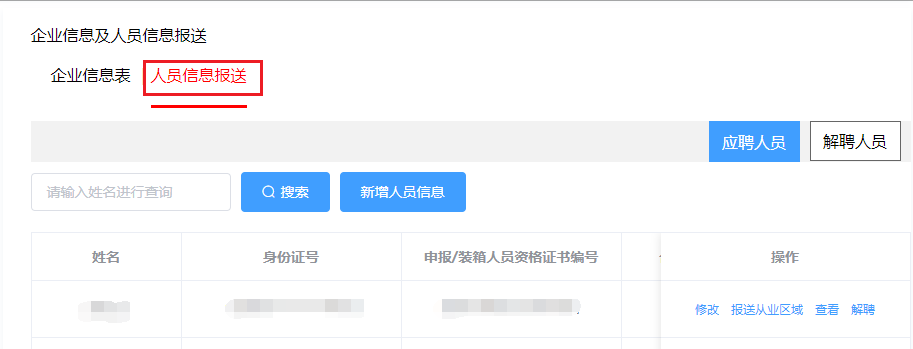 企业信息及人员信息报送
企业信息表 人员信息报送
应聘人员 解聘人员
请输入姓名进行查询 搜索 新增人员信息
姓名 身份证号 申报/装箱人员资格证书编号 操作
修改 报送从业区域 查看 解聘